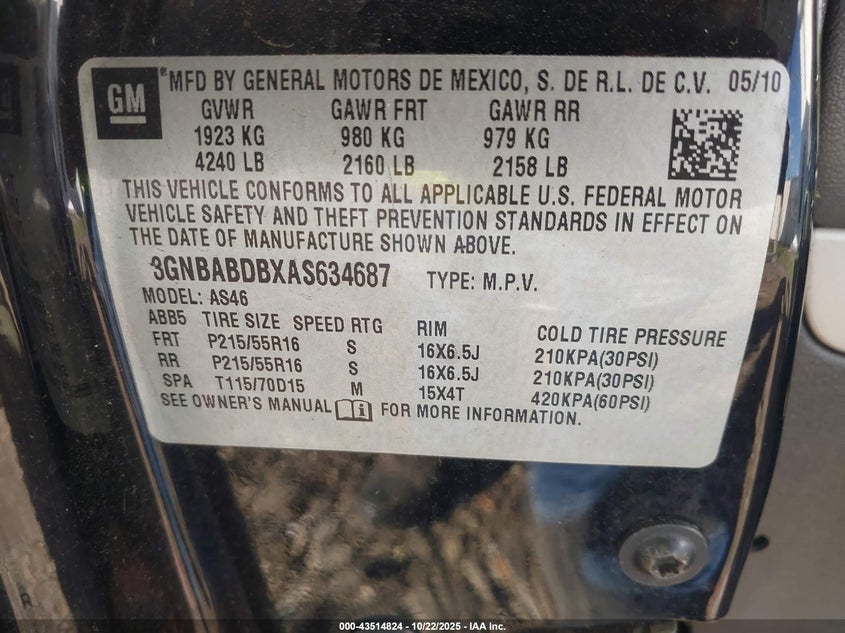 GM
® MFD BY GENERAL MOTORS DE MEXICO, S. DE R.L. DE C.V. 05/10
GVWR GAWR FRT GAWR RR
1923 KG 980 KG 979 KG
4240 LB 2160 LB 2158 LB
THIS VEHICLE CONFORMS TO ALL APPLICABLE U.S. FEDERAL MOTOR
VEHICLE SAFETY AND THEFT PREVENTION STANDARDS IN EFFECT ON
THE DATE OF MANUFACTURE SHOWN ABOVE.
3GNBABDBXAS634687 TYPE: M.P.V.
MODEL: AS46
ABB5 TIRE SIZE SPEED RTG RIM COLD TIRE PRESSURE
FRT P215/55R16 S 16X6.5J 210KPA(30PSI)
RR P215/55R16 S 16X6.5J 210KPA(30PSI)
SPA T115/70D15 M 15X4T 420KPA(60PSI)
SEE OWNER'S MANUAL FOR MORE INFORMATION.
000-43514824 | 10/22/2025 - IAA Inc.